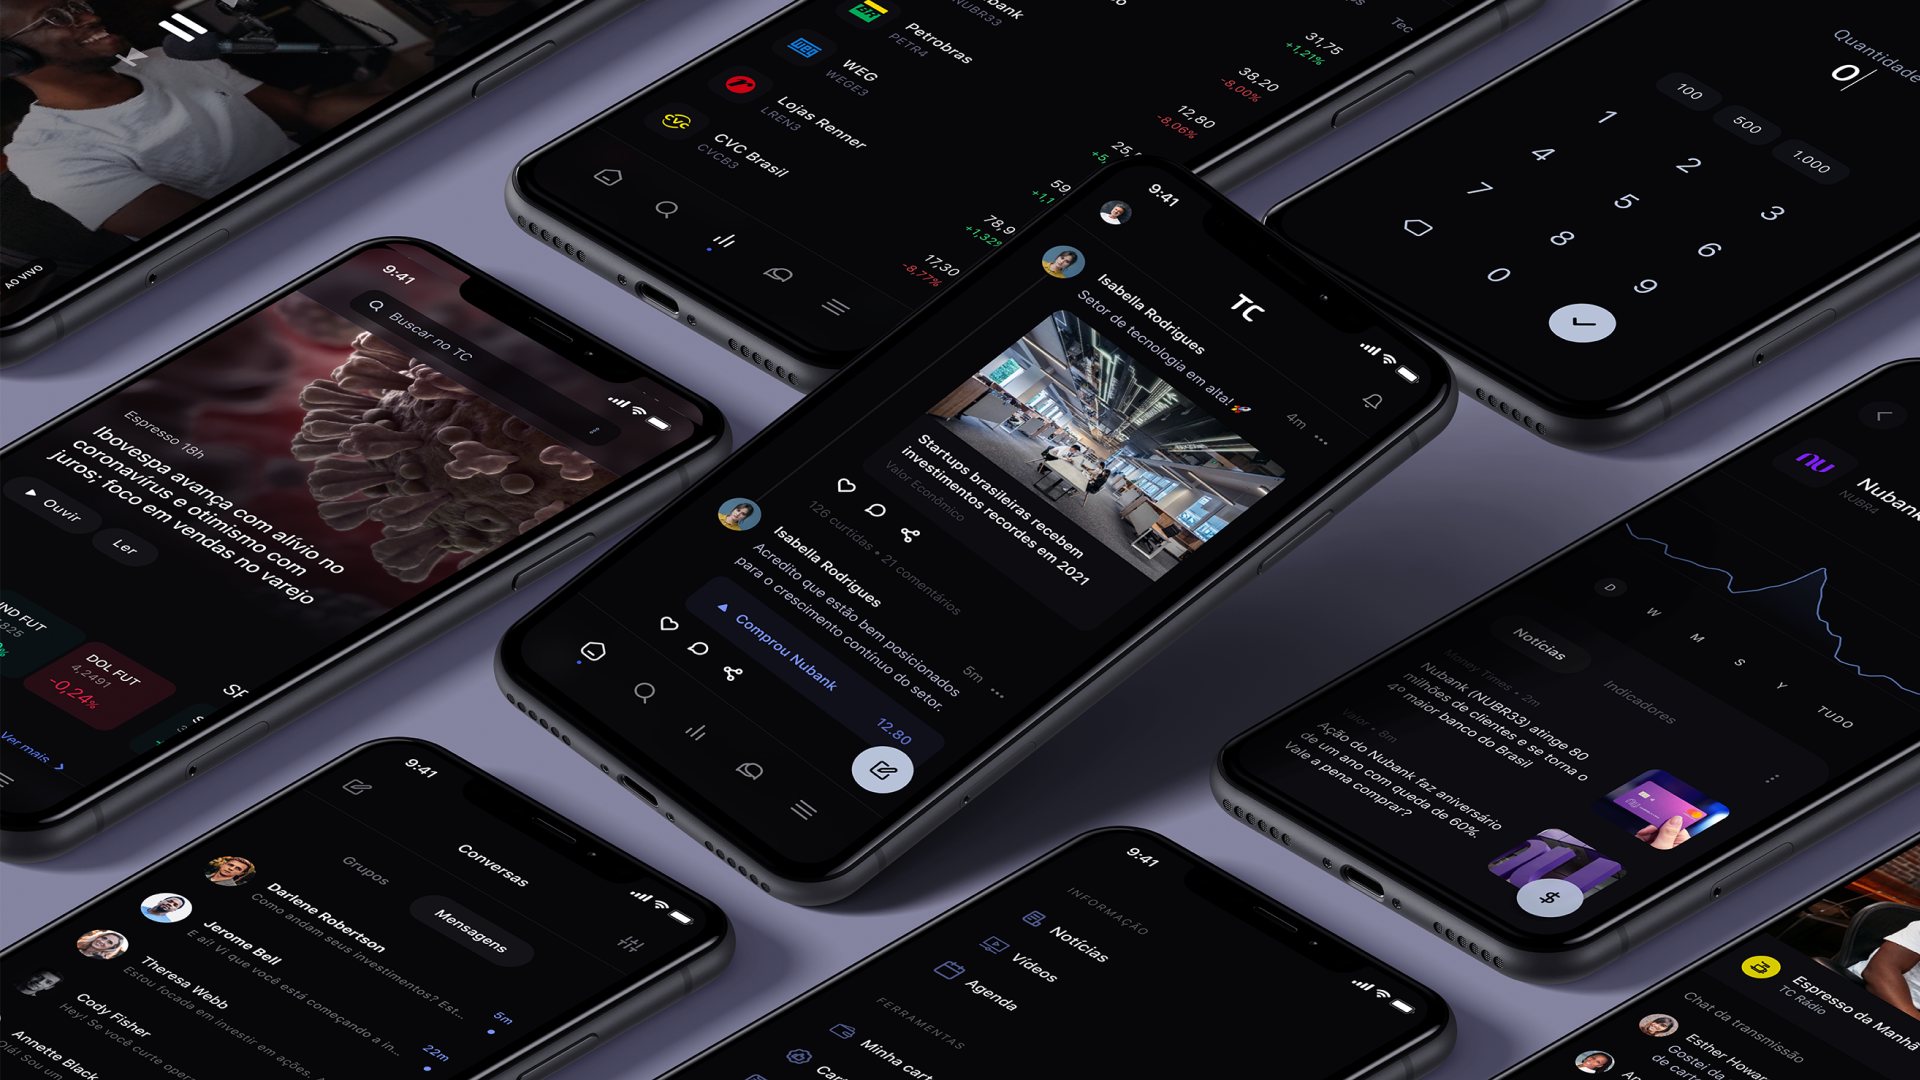 AO VIVO
Nubank
NUBR33
Petrobras
PETR4
WEG
WEGE3
Lojas Renner
LREN3
CVC Brasil
CVCB3
BR
weg
CVC
Tec
31,75
+1,21%
38,20
-8,00%
12,80
-8,06%
25,
+5,
59
+1,1
78,9
+1,32%
17,30
-8,77%
Quantidade
0
100
500
1.000
1
2
3
4
5
6
7
8
9
0
9:41
Buscar no TC
Espresso 18h
Ibovespa avança com alívio no
coronavírus e otimismo com
juros; foco em vendas no varejo
Ouvir
Ler
IND FUT
DOL FUT
4,2491
-0,24%
Ver mais
9:41
TC
Isabella Rodrigues
Setor de tecnologia em alta! 🚀
4m
Startups brasileiras recebem
investimentos recordes em 2021
Valor Econômico
126 curtidas • 21 comentários
Isabella Rodrigues
5m
Acredito que estão bem posicionados
para o crescimento contínuo do setor.
Comprou Nubank
12.80
nu
Nubank
NUBR4
D
W
M
S
Y
TUDO
Notícias
Indicadores
Money Times • 2m
Nubank (NUBR33) atinge 80
milhões de clientes e se torna o
4º maior banco do Brasil
Valor • 8m
Ação do Nubank faz aniversário
de um ano com queda de 60%.
Vale a pena comprar?
$
9:41
Conversas
Grupos
Mensagens
Darlene Robertson
Como andam seus investimentos? Est...
5m
Jerome Bell
E aí! Vi que você está começando a in...
22m
Theresa Webb
Estou focada em investir em ações.
Cody Fisher
Hey! Se você curte oper
Annette Black
Olá! Sou um
9:41
INFORMAÇÃO
Notícias
Vídeos
Agenda
FERRAMENTAS
Minha cart
Car
Espresso da Manhã
TC Rádio
Chat da transmissão
Esther Howar
Gostei da
de carte